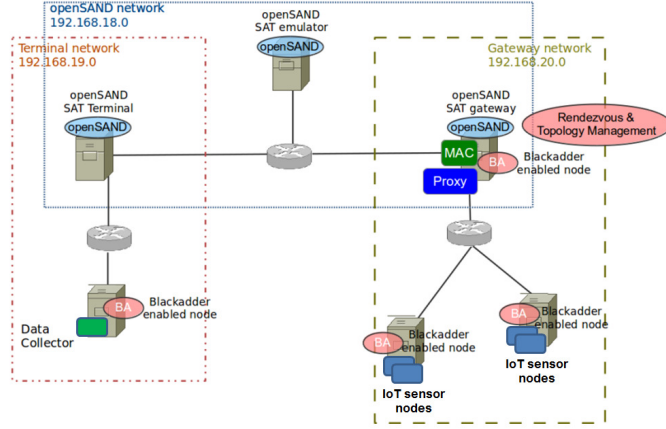 openSAND network
192.168.18.0
Terminal network
192.168.19.0
openSAND
SAT emulator
openSAND
Gateway network
192.168.20.0
openSAND
SAT Terminal
openSAND
openSAND
SAT gateway
openSAND
Rendezvous &
Topology Management
MAC
BA
Blackadder
enabled node
Proxy
BA
Blackadder
enabled node
Data
Collector
BA
Blackadder
enabled node
IoT sensor
nodes
BA
Blackadder
enabled node
IoT sensor
nodes